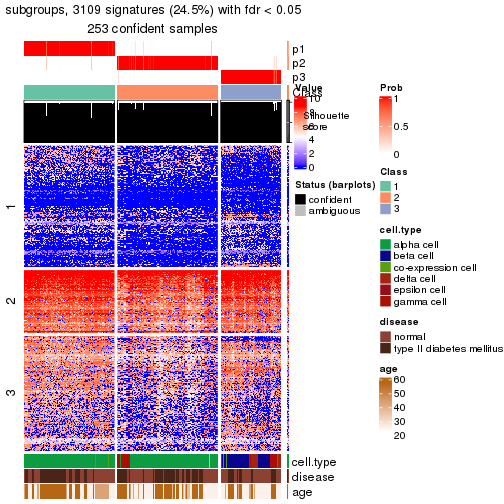 subgroups, 3109 signatures (24.5%) with fdr < 0.05
253 confident samples
p1
p2
p3
Class
Silhouette
score
1
2
3
cell.type
disease
age
Value
10
8
6
4
2
0
Status (barplots)
confident
ambiguous
Prob
1
0.5
0
Class
1
2
3
cell.type
alpha cell
beta cell
co-expression cell
delta cell
epsilon cell
gamma cell
disease
normal
type II diabetes mellitus
age
60
50
40
30
20